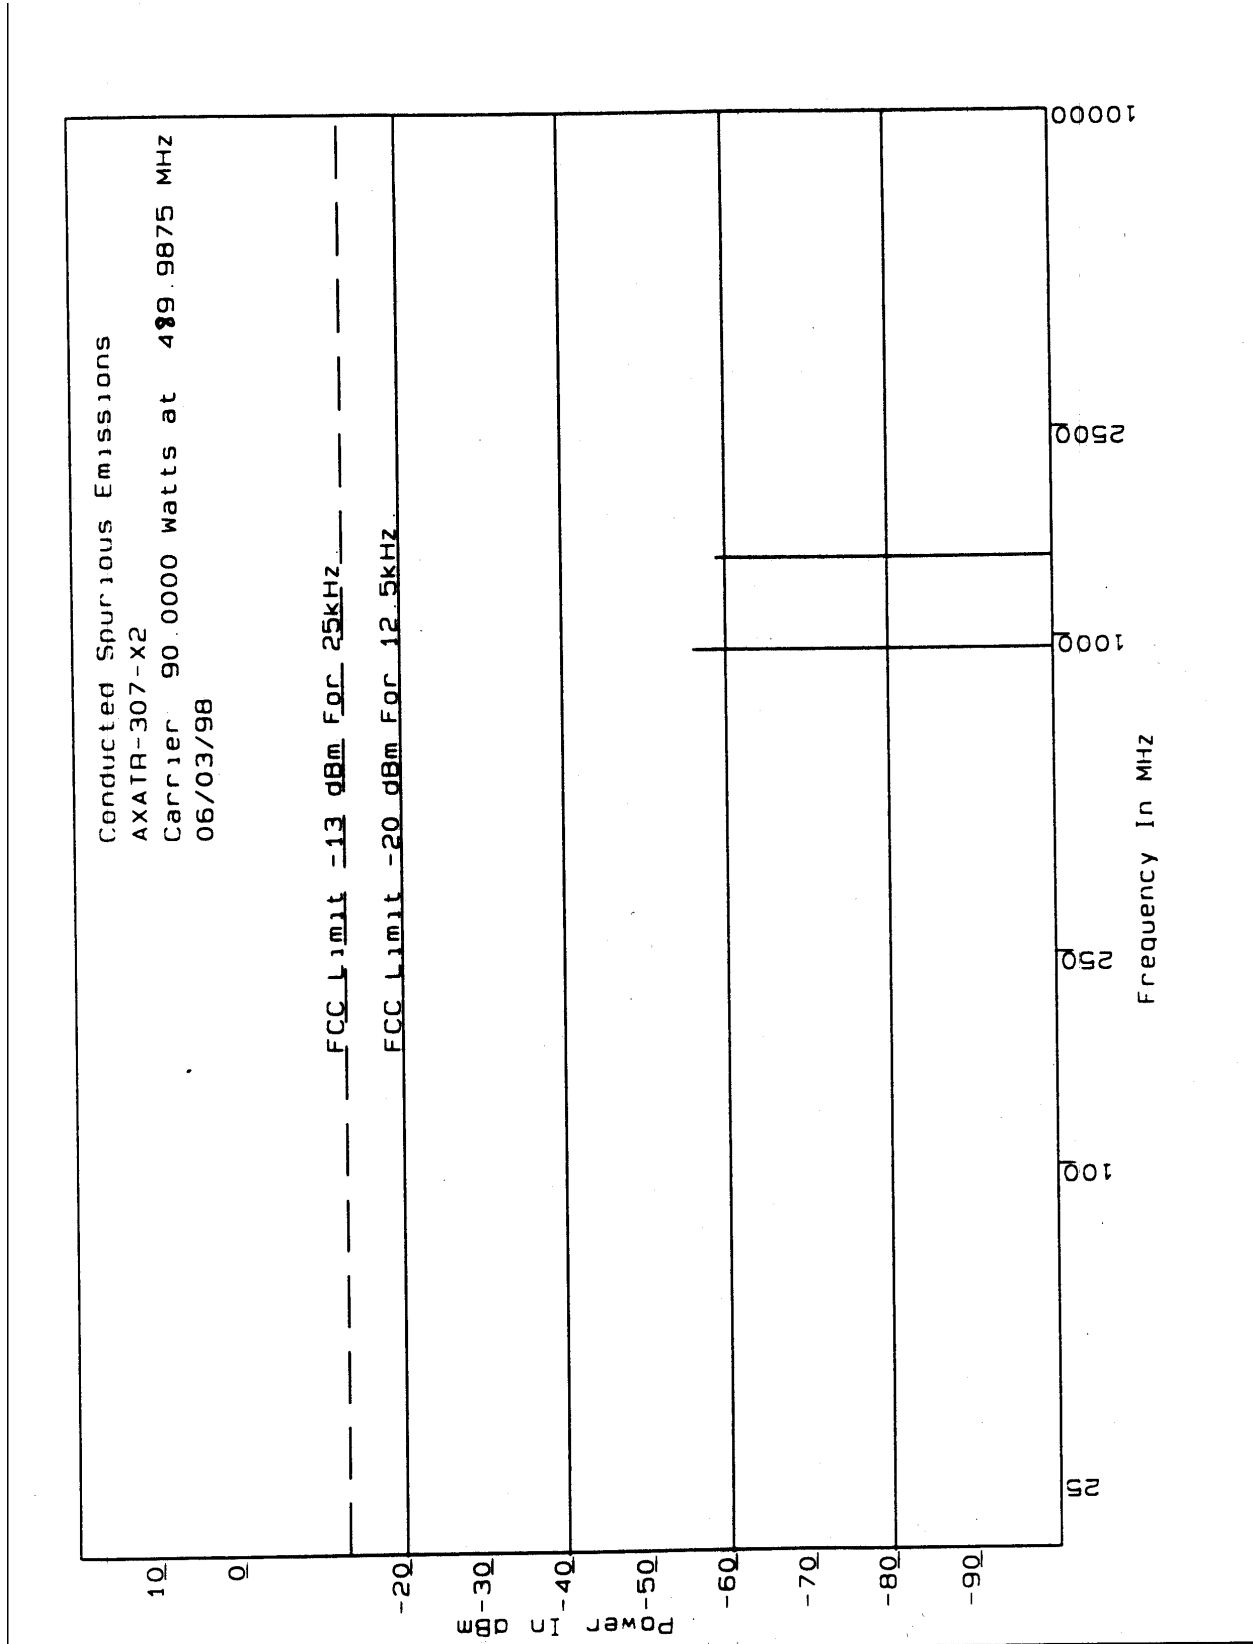 Conducted Spurious Emissions
AXATR-307-X2
Carrier 90.0000 Watts at 489.9875 MHz
06/03/98
FCC Limit -13 dBm For 25kHz
FCC Limit -20 dBm For 12.5kHz
Power In dBm
10
0
-20
-30
-40
-50
-60
-70
-80
-90
25
100
250
1000
2500
10000
Frequency In MHz